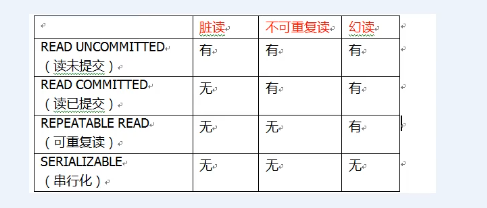 脏读 不可重复读 幻读
READ UNCOMMITTED 有 有 有
（读未提交）
READ COMMITTED 无 有 有
（读已提交）
REPEATABLE READ 无 无 有
（可重复读）
SERIALIZABLE 无 无 无
（串行化）